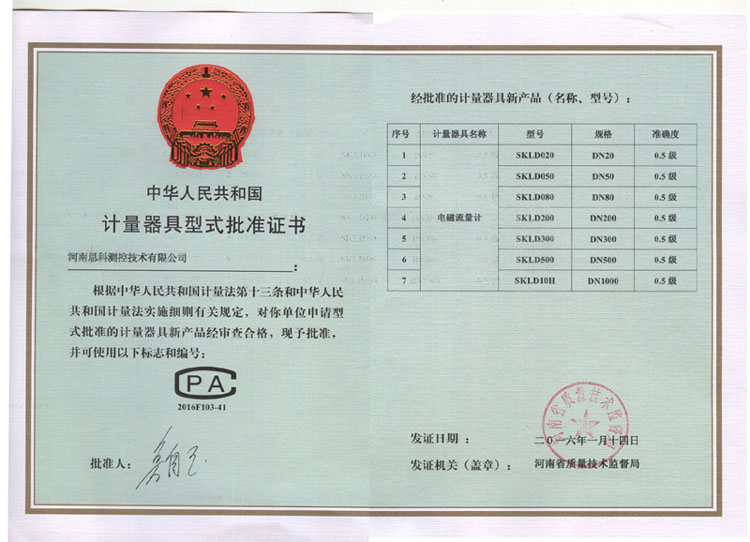 中华人民共和国
计量器具型式批准证书
河南思科测控技术有限公司:
根据中华人民共和国计量法第十三条和中华人民
共和国计量法实施细则有关规定，对你单位申请型
式批准的计量器具新产品经审查合格，现予批准，
并可使用以下标志和编号：
CPA
2016F103-41
批准人：
经批准的计量器具新产品（名称、型号）：
序号 计量器具名称 型号 规格 准确度
1 SKLD020 DN20 0.5 级
2 SKLD050 DN50 0.5 级
3 SKLD080 DN80 0.5 级
4 电磁流量计 SKLD200 DN200 0.5 级
5 SKLD300 DN300 0.5 级
6 SKLD500 DN500 0.5 级
7 SKLD10H DN1000 0.5 级
河南省质量技术监督局
发证日期： 二〇一六年一月十四日
发证机关（盖章）： 河南省质量技术监督局